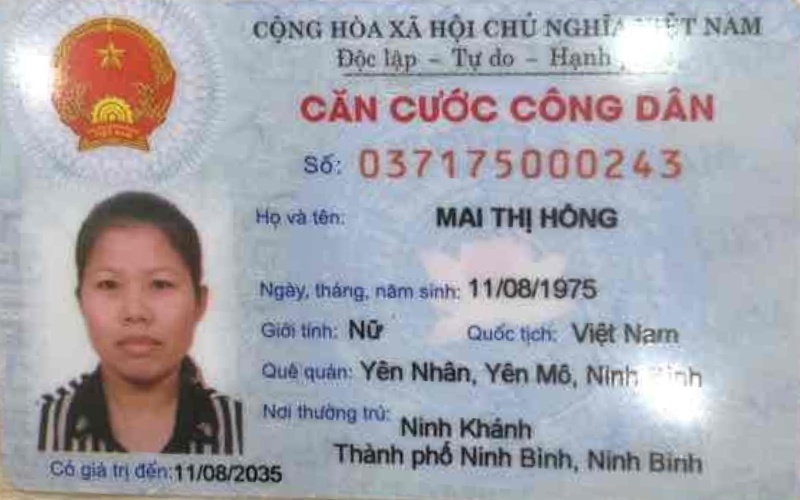 CỘNG HÒA XÃ HỘI CHỦ NGHĨA VIỆT NAM
Độc lập - Tự do - Hạnh
CĂN CƯỚC CÔNG DÂN
Số: 037175000243
Họ và tên: MAI THỊ HỒNG
Ngày, tháng, năm sinh: 11/08/1975
Giới tính: Nữ Quốc tịch: Việt Nam
Quê quán: Yên Nhân, Yên Mô, Ninh Bình
Nơi thường trú: Ninh Khánh
Thành phố Ninh Bình, Ninh Bình
Có giá trị đến: 11/08/2035